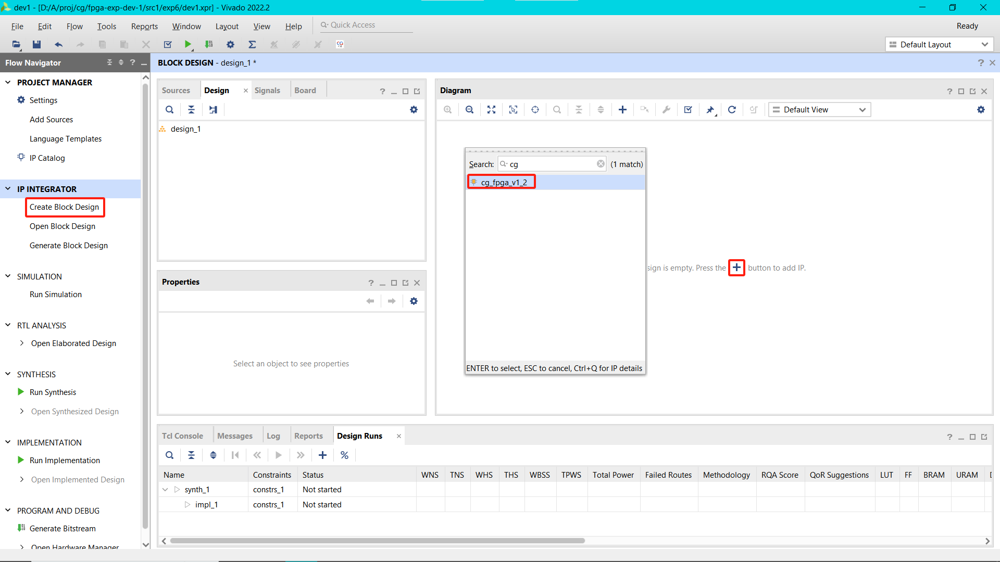 dev1 - [D:/A/proj/cg/fpga-exp-dev-1/src1/exp6/dev1.xpr] - Vivado 2022.2
File Edit Flow Tools Reports Window Layout View Help Quick Access Ready
Default Layout
Flow Navigator
PROJECT MANAGER
Settings
Add Sources
Language Templates
IP Catalog
IP INTEGRATOR
Create Block Design
Open Block Design
Generate Block Design
SIMULATION
Run Simulation
RTL ANALYSIS
Open Elaborated Design
SYNTHESIS
Run Synthesis
Open Synthesized Design
IMPLEMENTATION
Run Implementation
Open Implemented Design
PROGRAM AND DEBUG
Generate Bitstream
Open Hardware Manager
BLOCK DESIGN - design_1 *
Sources Design Signals Board
design_1
Properties
Select an object to see properties
Diagram
Default View
Search: cg (1 match)
cg_fpga_v1_2
ENTER to select, ESC to cancel, Ctrl+Q for IP details
sign is empty. Press the + button to add IP.
Tcl Console Messages Log Reports Design Runs
Name Constraints Status WNS TNS WHS THS WBSS TPWS Total Power Failed Routes Methodology RQA Score QoR Suggestions LUT FF BRAM URAM
synth_1 constrs_1 Not started
impl_1 constrs_1 Not started